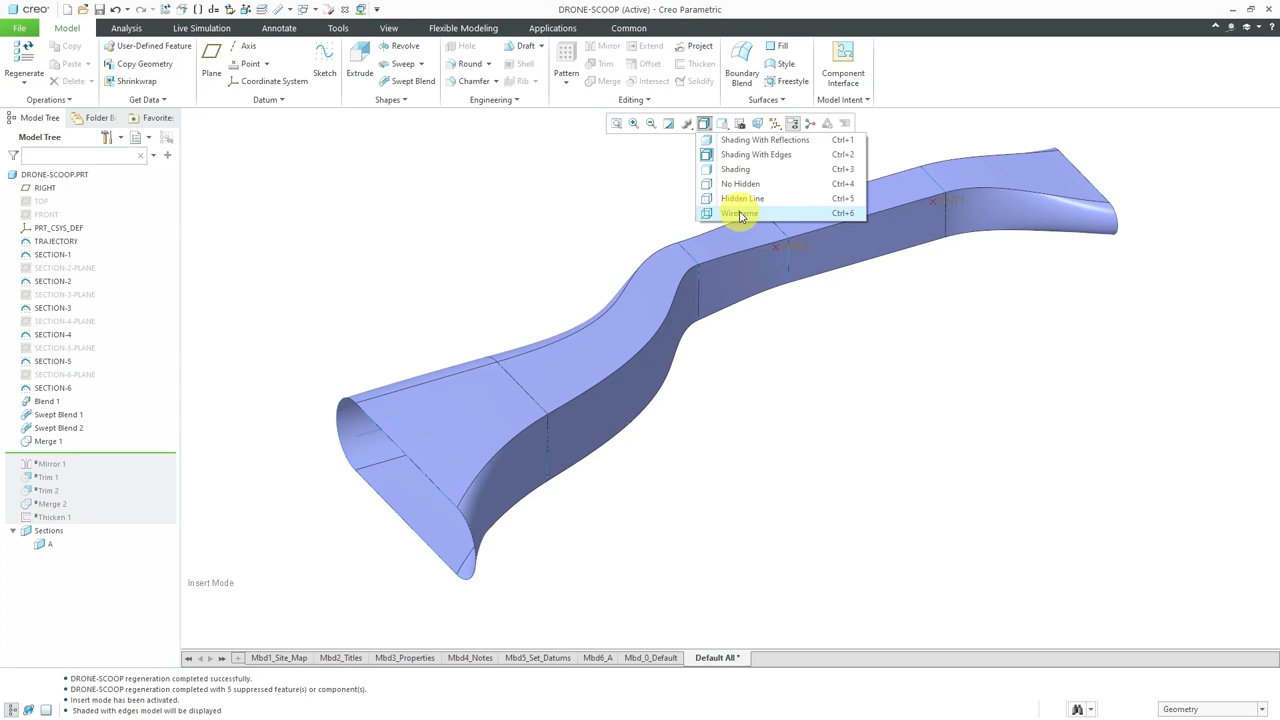 creo
DRONE-SCOOP (Active) - Creo Parametric
File Model Analysis Live Simulation Annotate Tools View Flexible Modeling Applications Common
Regenerate
Copy
Paste
Delete
Operations
User-Defined Feature
Copy Geometry
Shrinkwrap
Get Data
Plane
Axis
Point
Coordinate System
Sketch
Datum
Extrude
Revolve
Sweep
Swept Blend
Shapes
Hole
Round
Chamfer
Draft
Shell
Rib
Engineering
Pattern
Mirror
Trim
Merge
Extend
Offset
Intersect
Project
Thicken
Solidify
Editing
Boundary
Blend
Fill
Style
Freestyle
Surfaces
Component
Interface
Model Intent
Model Tree Folder B Favorite
Model Tree
DRONE-SCOOP.PRT
RIGHT
TOP
FRONT
PRT_CSYS_DEF
TRAJECTORY
SECTION-1
SECTION-2-PLANE
SECTION-2
SECTION-3-PLANE
SECTION-3
SECTION-4-PLANE
SECTION-4
SECTION-5-PLANE
SECTION-5
SECTION-6-PLANE
SECTION-6
Blend 1
Swept Blend 1
Swept Blend 2
Merge 1
*Mirror 1
*Trim 1
*Trim 2
*Merge 2
*Thicken 1
Sections
A
Shading With Reflections Ctrl+1
Shading With Edges Ctrl+2
Shading Ctrl+3
No Hidden Ctrl+4
Hidden Line Ctrl+5
Wireframe Ctrl+6
Insert Mode
Mbd1_Site_Map Mbd2_Titles Mbd3_Properties Mbd4_Notes Mbd5_Set_Datums Mbd6_A Mbd_0_Default Default All *
• DRONE-SCOOP regeneration completed successfully.
• DRONE-SCOOP regeneration completed with 5 suppressed feature(s) or component(s).
• Insert mode has been activated.
• Shaded with edges model will be displayed
Geometry